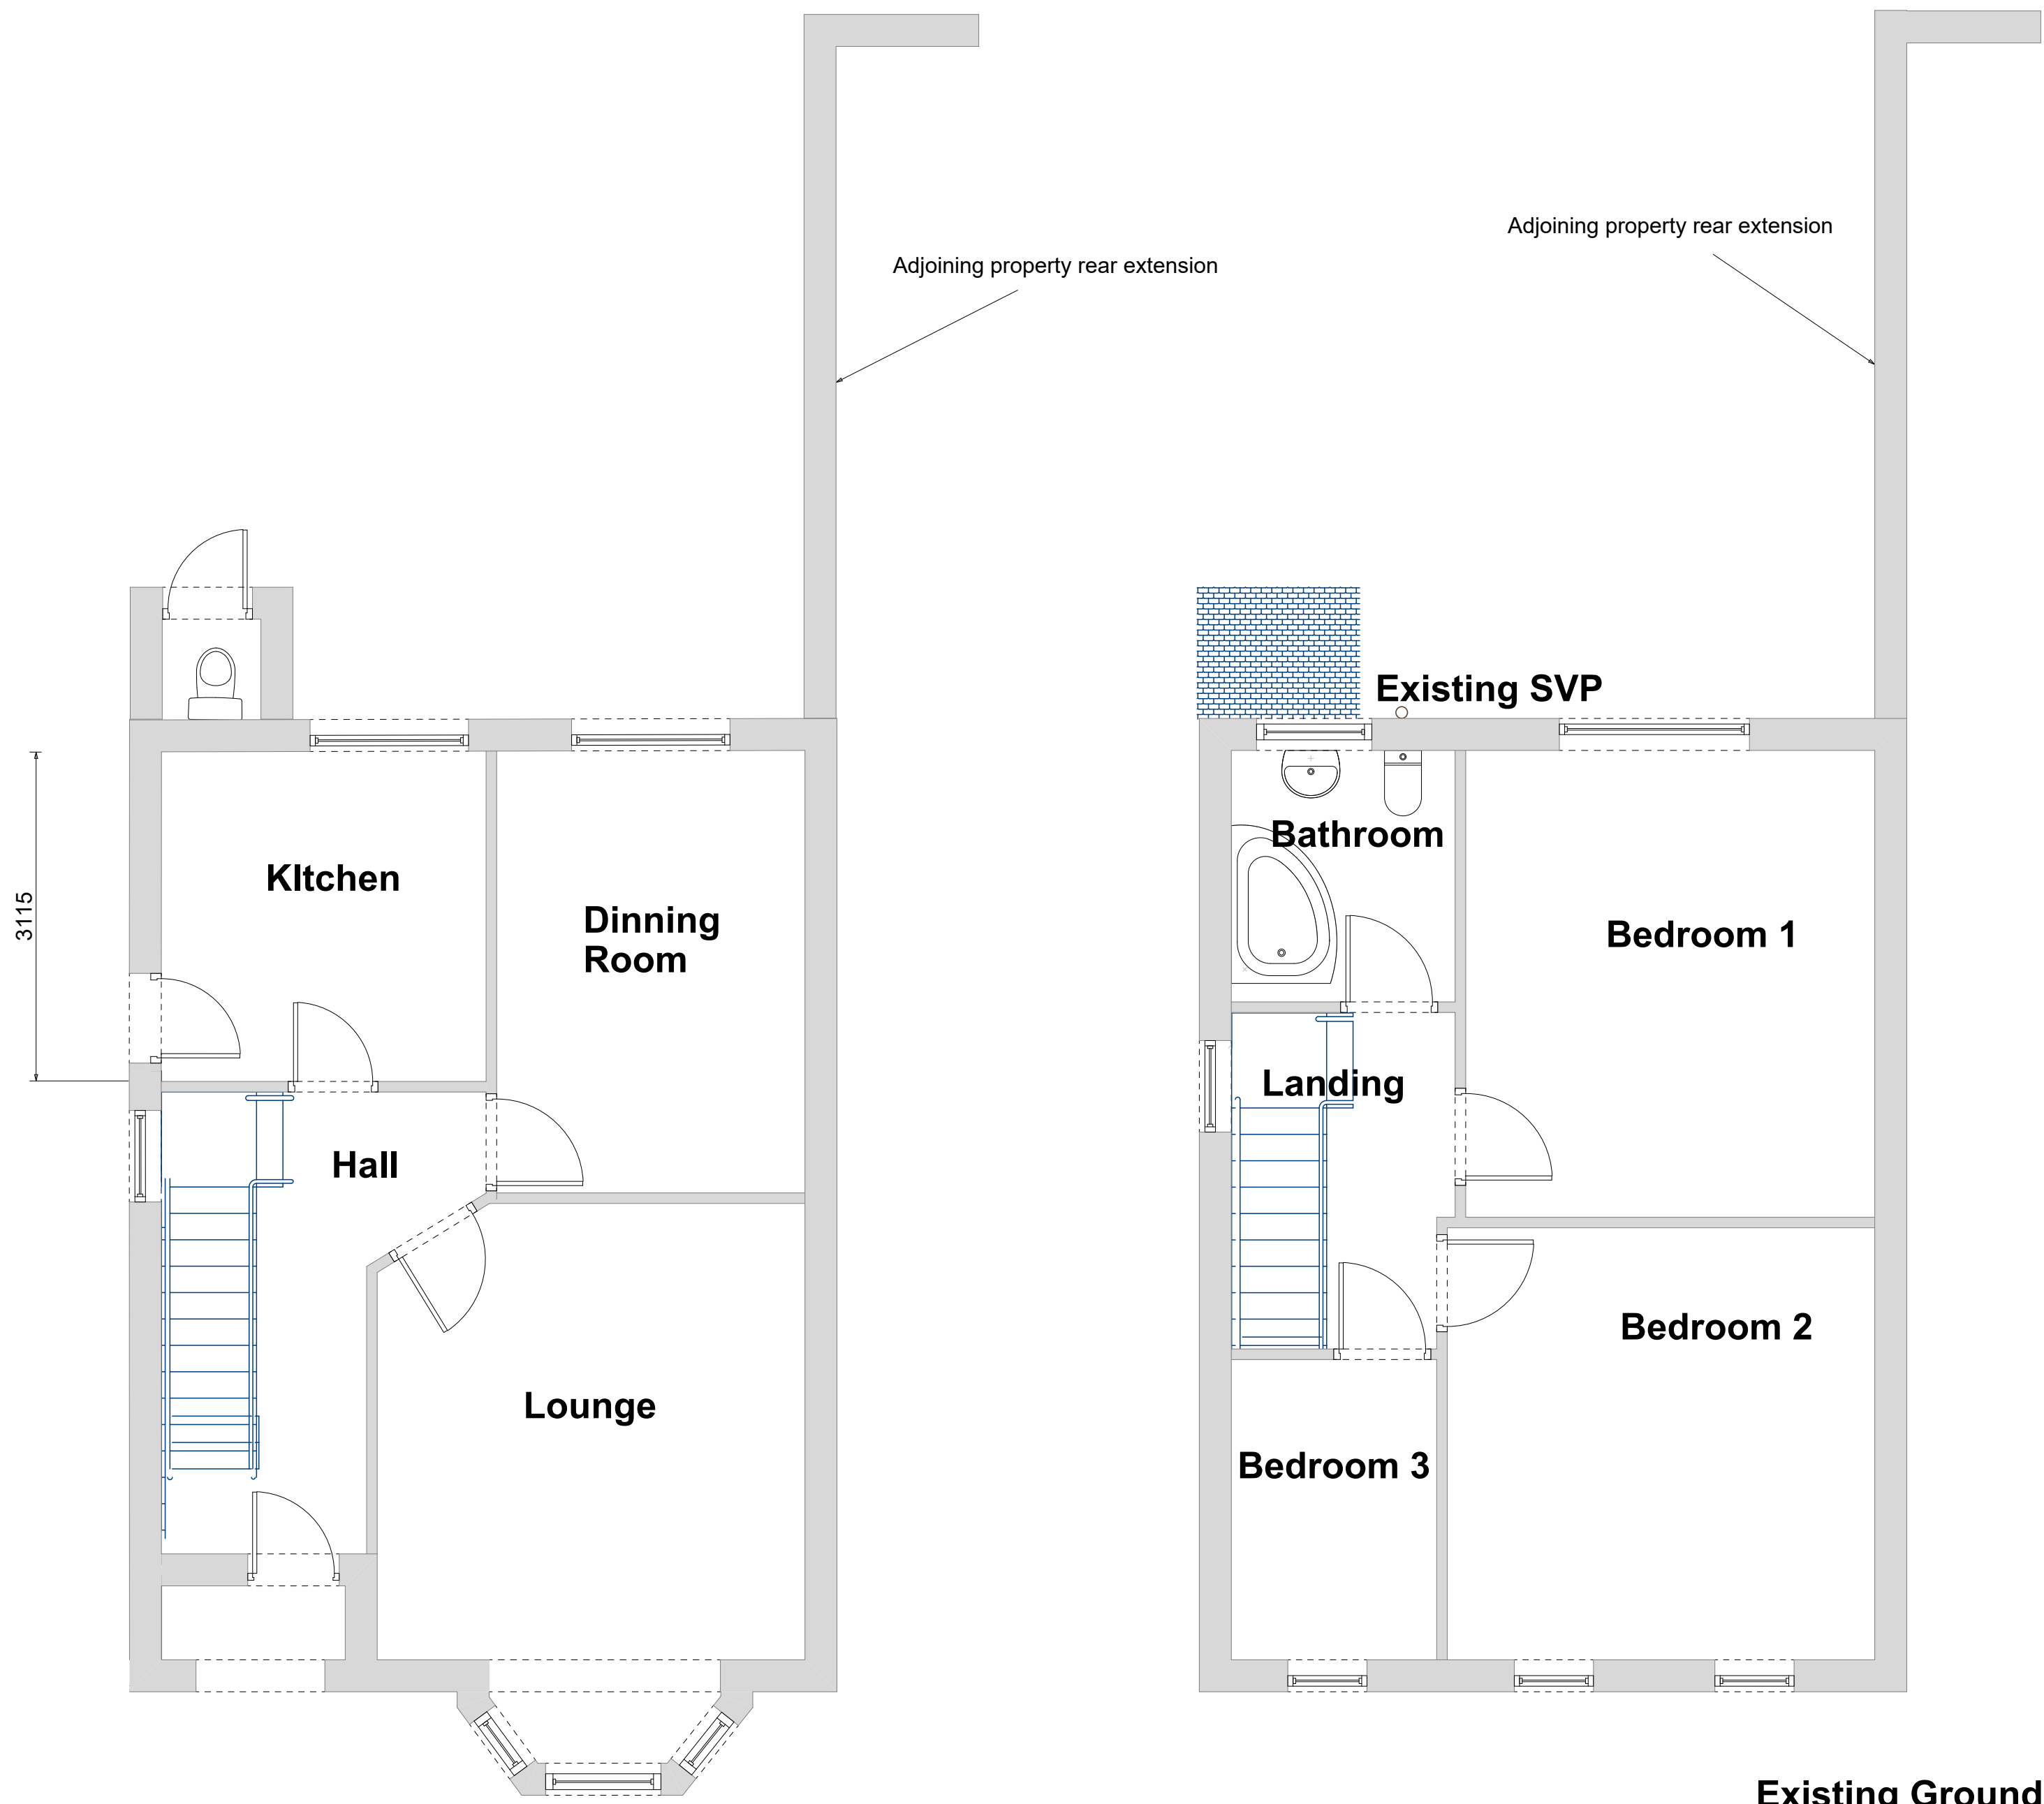 Adjoining property rear extension
Adjoining property rear extension
Existing SVP
KItchen
Dinning
Room
3115
Hall
Lounge
Bathroom
Bedroom 1
Landing
Bedroom 2
Bedroom 3
Existing Ground